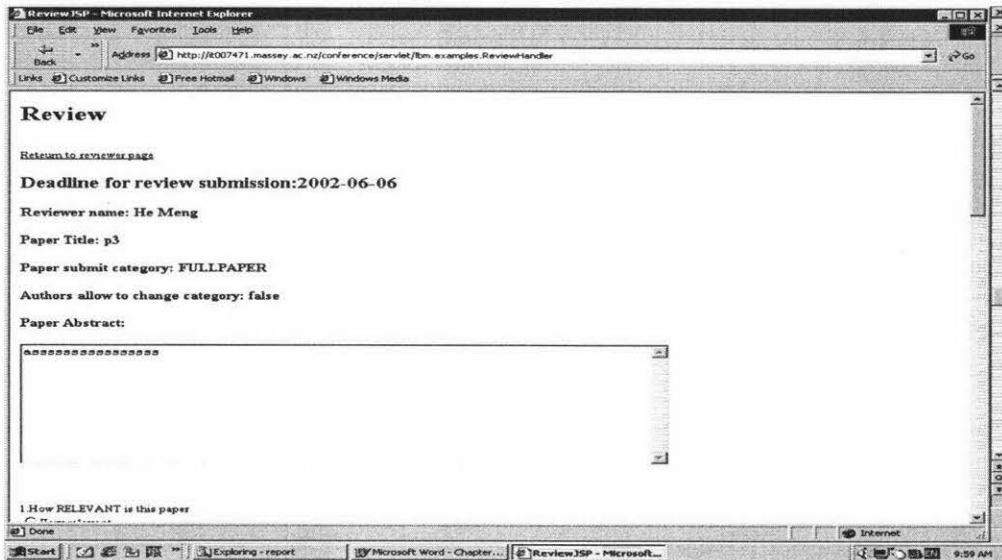 ReviewJSP - Microsoft Internet Explorer
File Edit View Favorites Tools Help
Back » Address http://it007471.massey.ac.nz/conference/servlet/fbm.examples.ReviewHandler Go
Links Customize Links Free Hotmail Windows Windows Media
Review
Return to reviewer page
Deadline for review submission:2002-06-06
Reviewer name: He Meng
Paper Title: p3
Paper submit category: FULLPAPER
Authors allow to change category: false
Paper Abstract:
1.How RELEVANT is this paper
Done Internet
Start » Exploring - report Microsoft Word - Chapter... ReviewJSP - Microsoft... 9:59 AM